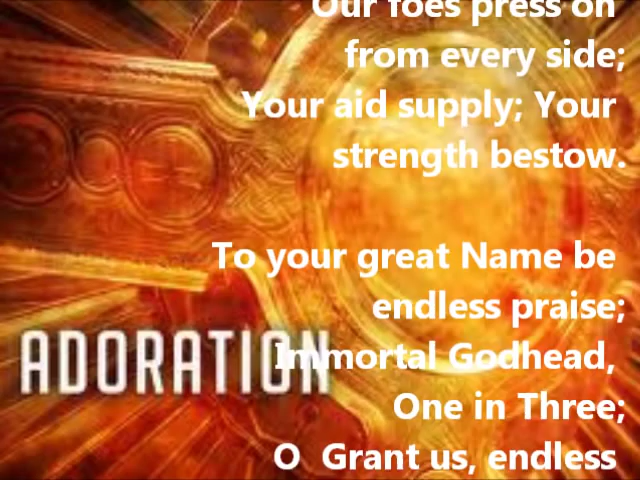 Our foes press on
from every side;
Your aid supply; Your
strength bestow.
To your great Name be
endless praise;
Immortal Godhead,
One in Three;
O  Grant us, endless
ADORATION